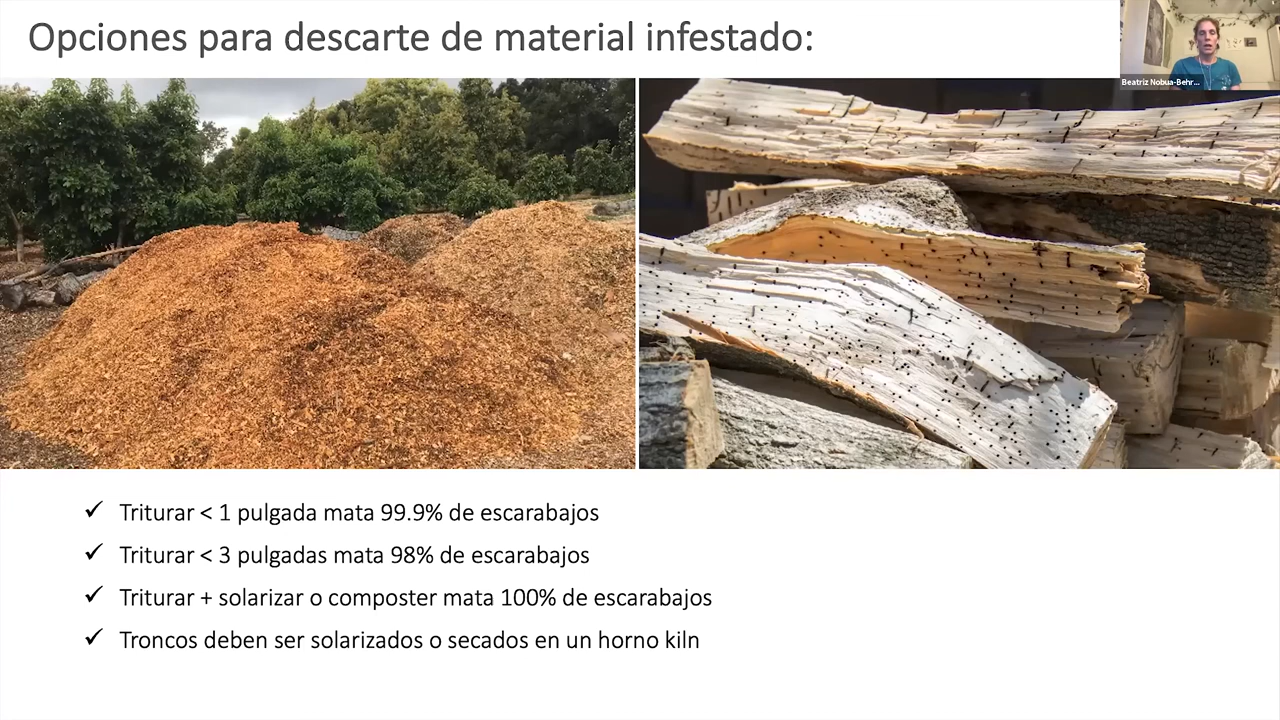 Opciones para descarte de material infestado:
Beatriz Nobua-Behr...
✓ Triturar < 1 pulgada mata 99.9% de escarabajos
✓ Triturar < 3 pulgadas mata 98% de escarabajos
✓ Triturar + solarizar o composter mata 100% de escarabajos
✓ Troncos deben ser solarizados o secados en un horno kiln